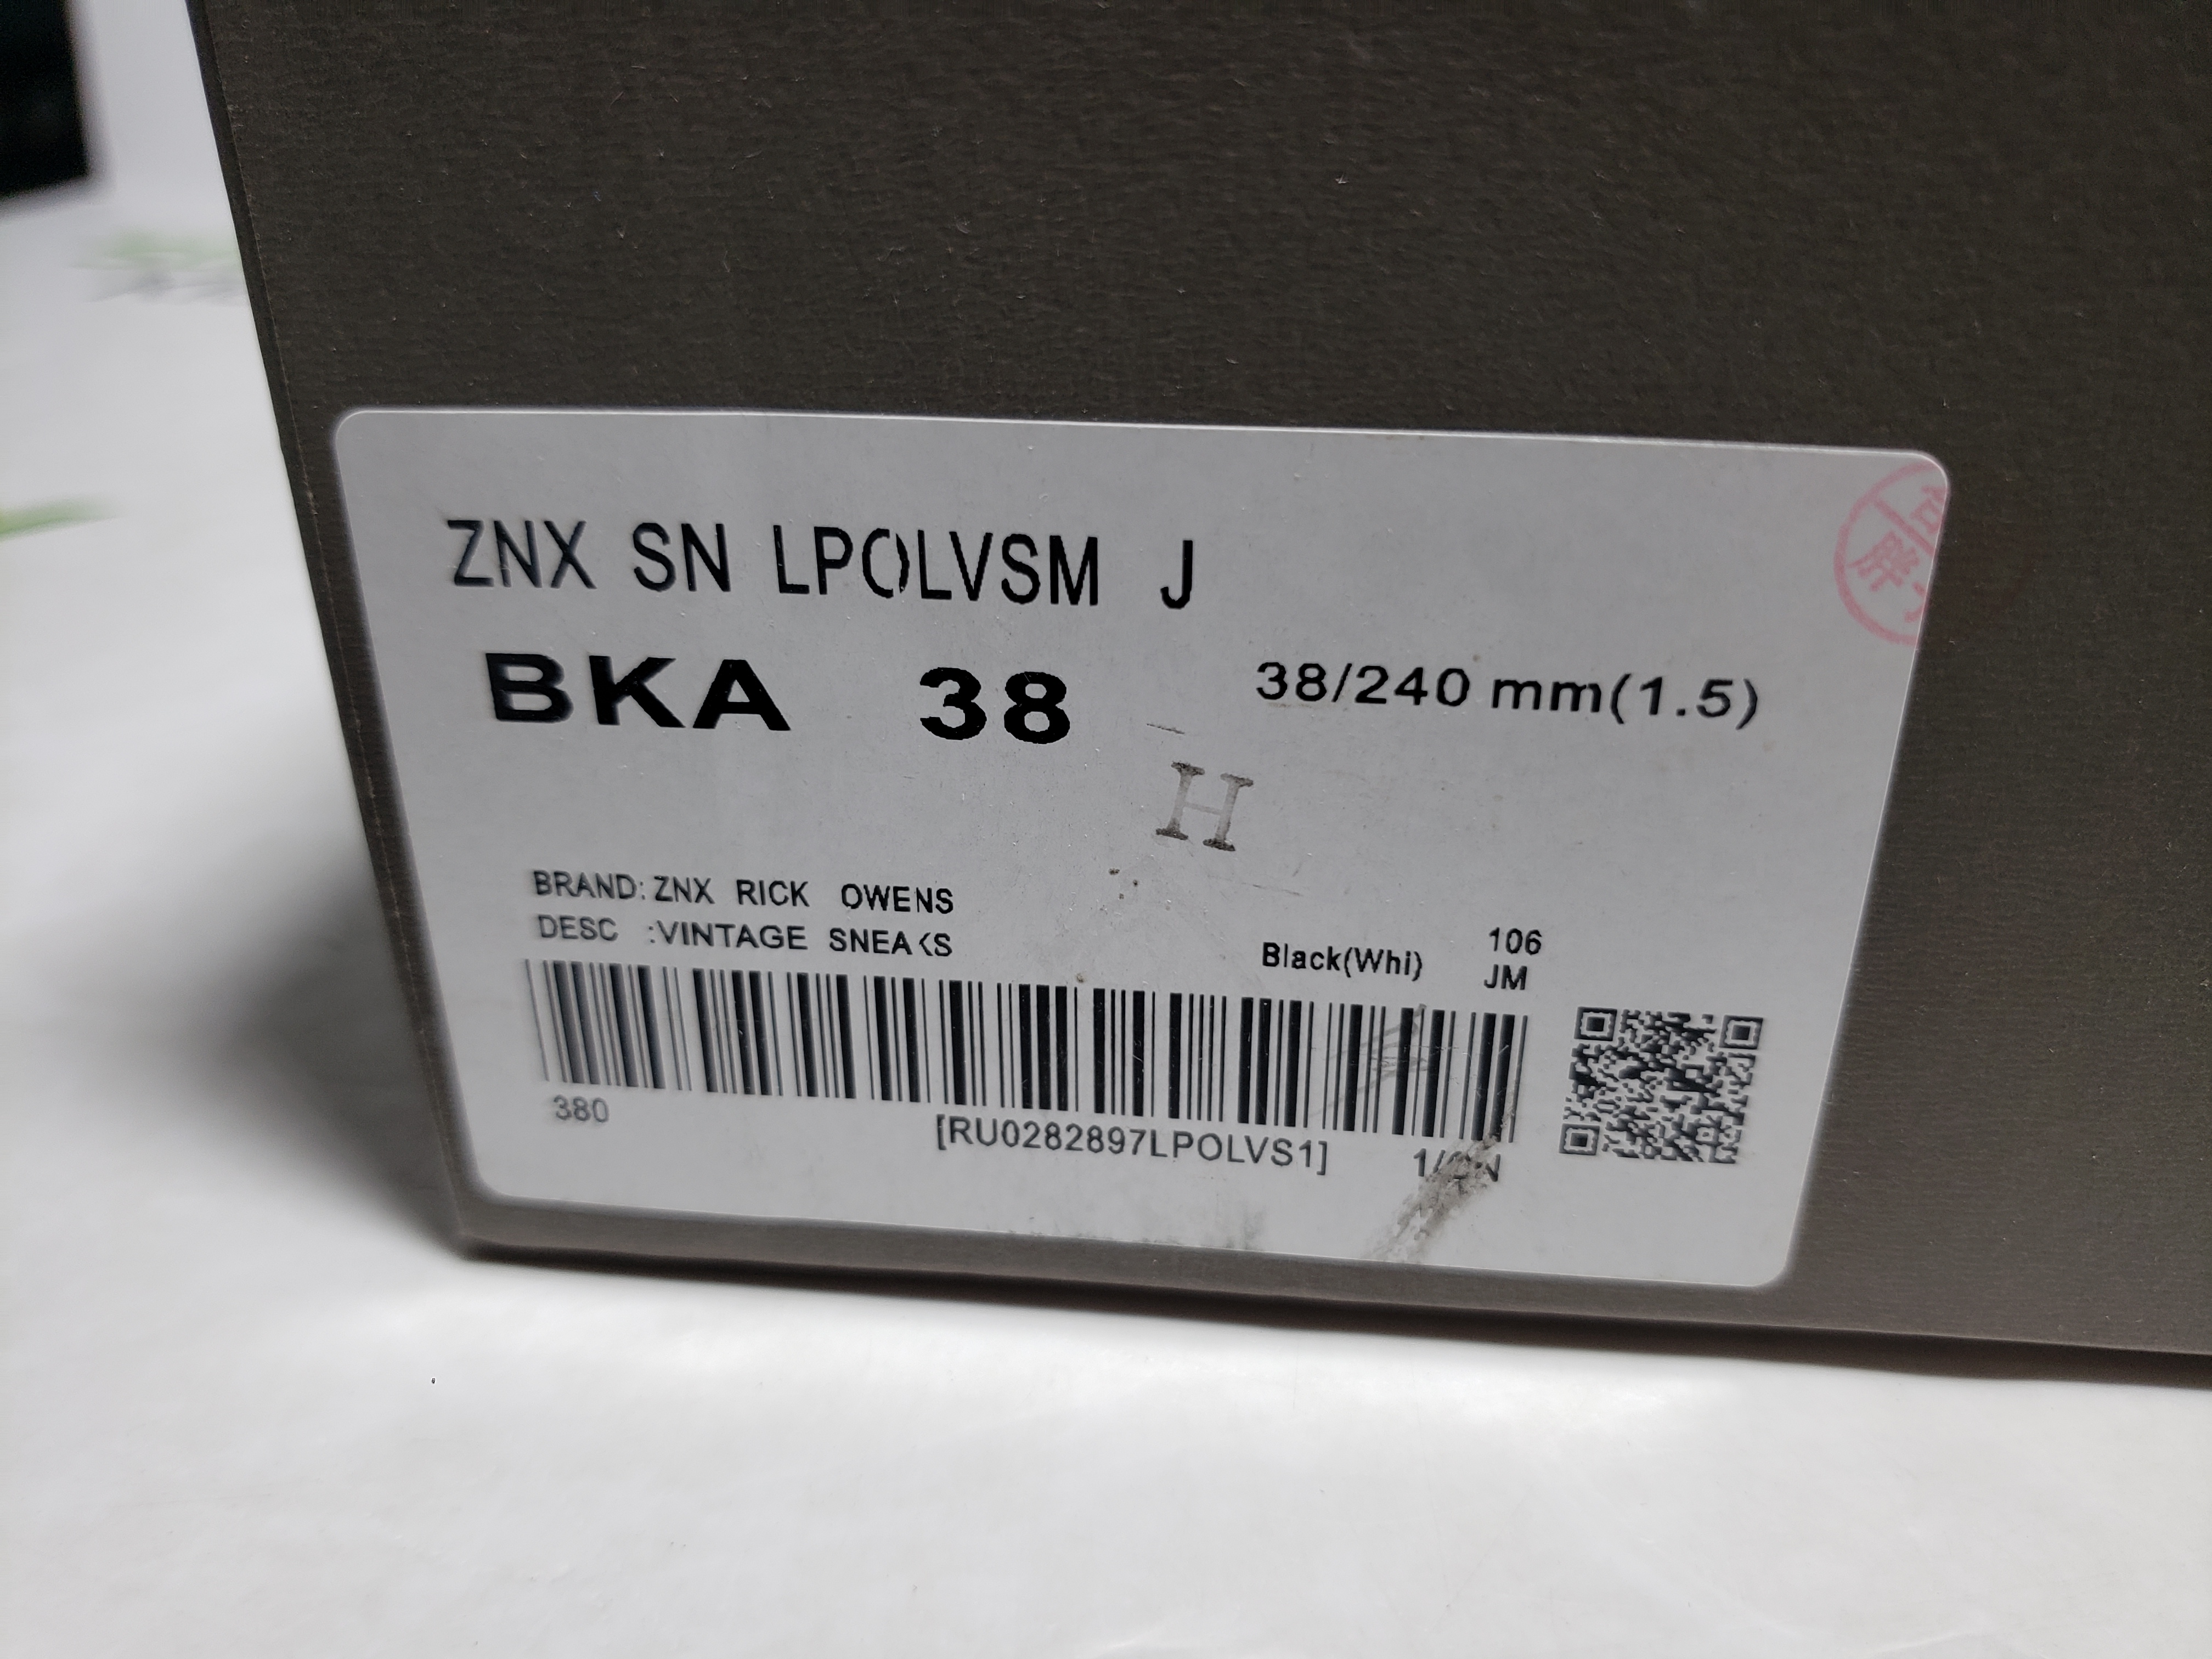 ZNX SN LPOLVSM J
BKA 38 38/240 mm(1.5)
H
BRAND: ZNX RICK OWENS
DESC :VINTAGE SNEAKS Black(Whi) 106
JM
380 [RU0282897LPOLVS1]